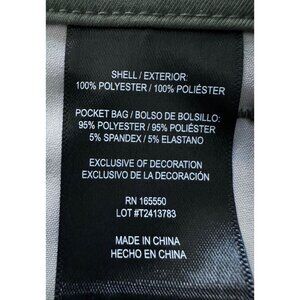 SHELL / EXTERIOR:
100% POLYESTER / 100% POLIÉSTER
POCKET BAG / BOLSO DE BOLSILLO:
95% POLYESTER / 95% POLIÉSTER
5% SPANDEX / 5% ELASTANO
EXCLUSIVE OF DECORATION
EXCLUSIVO DE LA DECORACIÓN
RN 165550
LOT #T2413783
MADE IN CHINA
HECHO EN CHINA